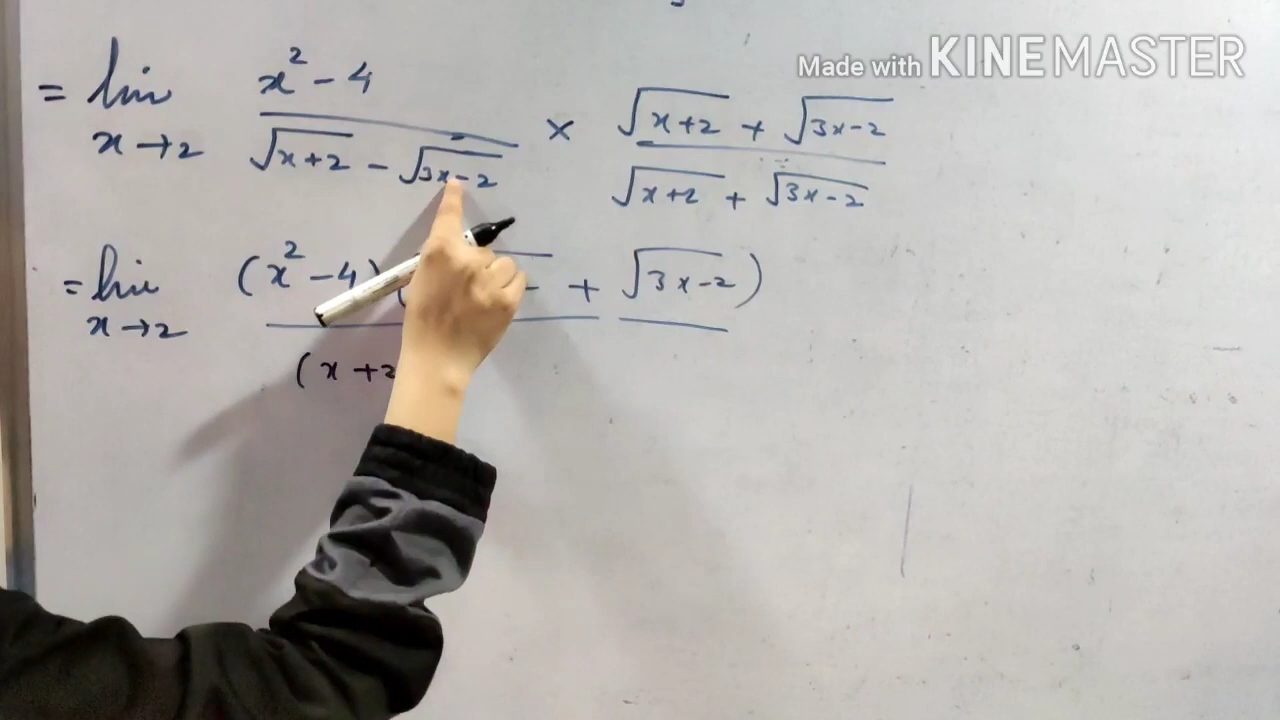 Made with KINEMASTER
= lim x² - 4 × √x+2 + √3x-2
x→2 √x+2 - √3x-2 √x+2 + √3x-2
= lim (x² - 4) ( + √3x-2)
x→2 (x + 2